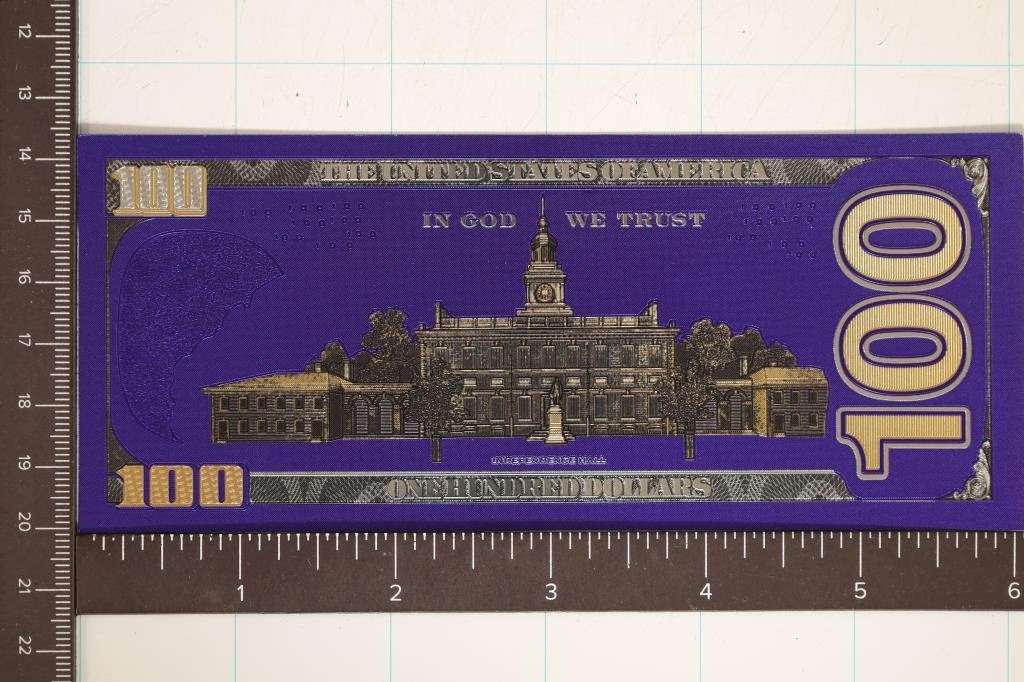 12
13
14
15
16
17
18
19
20
21
22
100
THE UNITED STATES OF AMERICA
IN GOD WE TRUST
100
INDEPENDENCE HALL
100
ONE HUNDRED DOLLARS
1 2 3 4 5 6